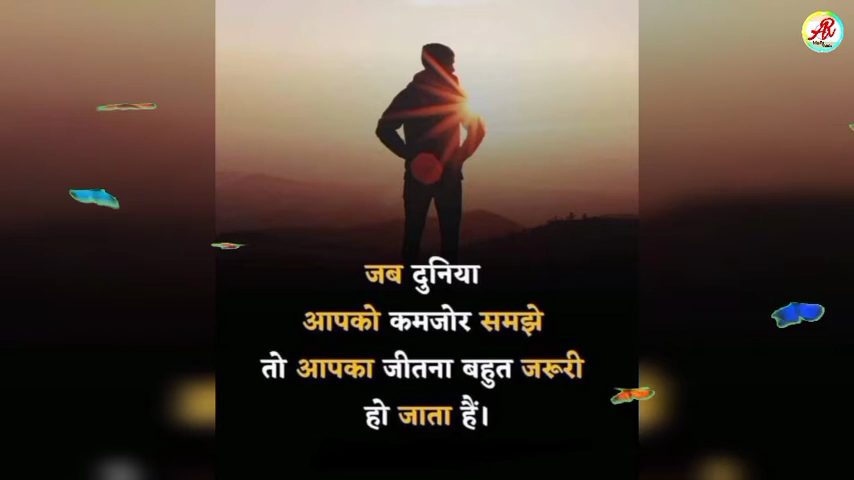 जब दुनिया
आपको कमजोर समझे
तो आपका जीतना बहुत जरूरी
हो जाता हैं।